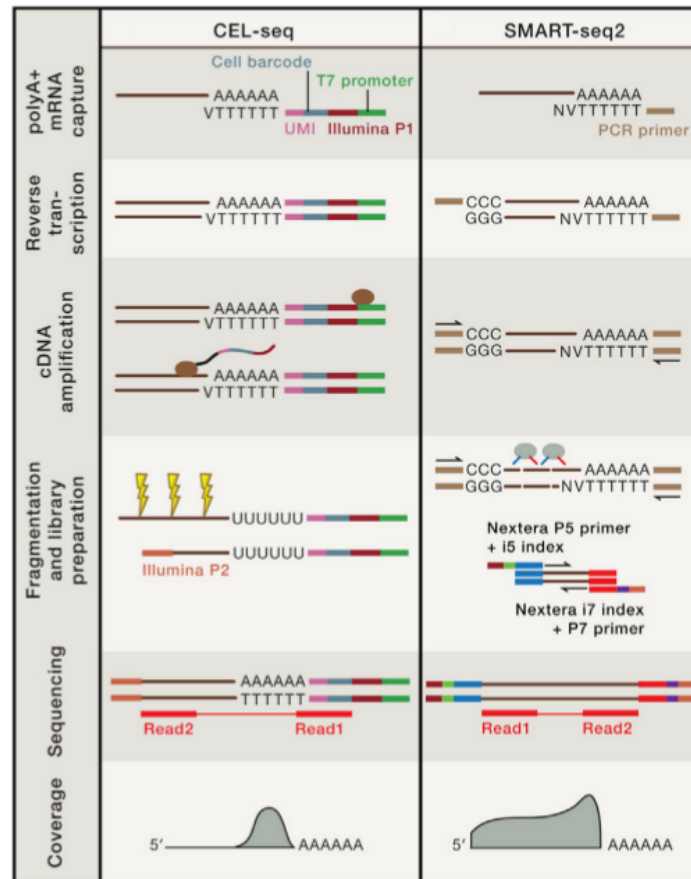 CEL-seq
SMART-seq2
polyA+
mRNA
capture
Cell barcode
T7 promoter
AAAAAA
VTTTTTT
UMI
Illumina P1
AAAAAA
NVTTTTTT
PCR primer
Reverse
tran-
scription
AAAAAA
VTTTTTT
CCC
AAAAAA
GGG
NVTTTTTT
cDNA
amplification
AAAAAA
VTTTTTT
AAAAAA
VTTTTTT
CCC
AAAAAA
GGG
NVTTTTTT
Fragmentation
and library
preparation
UUUUUU
UUUUUU
Illumina P2
CCC
AAAAAA
GGG
NVTTTTTT
Nextera P5 primer
+ i5 index
Nextera i7 index
+ P7 primer
Sequencing
AAAAAA
TTTTTT
Read2
Read1
Read1
Read2
Coverage
5′
AAAAAA
5′
AAAAAA